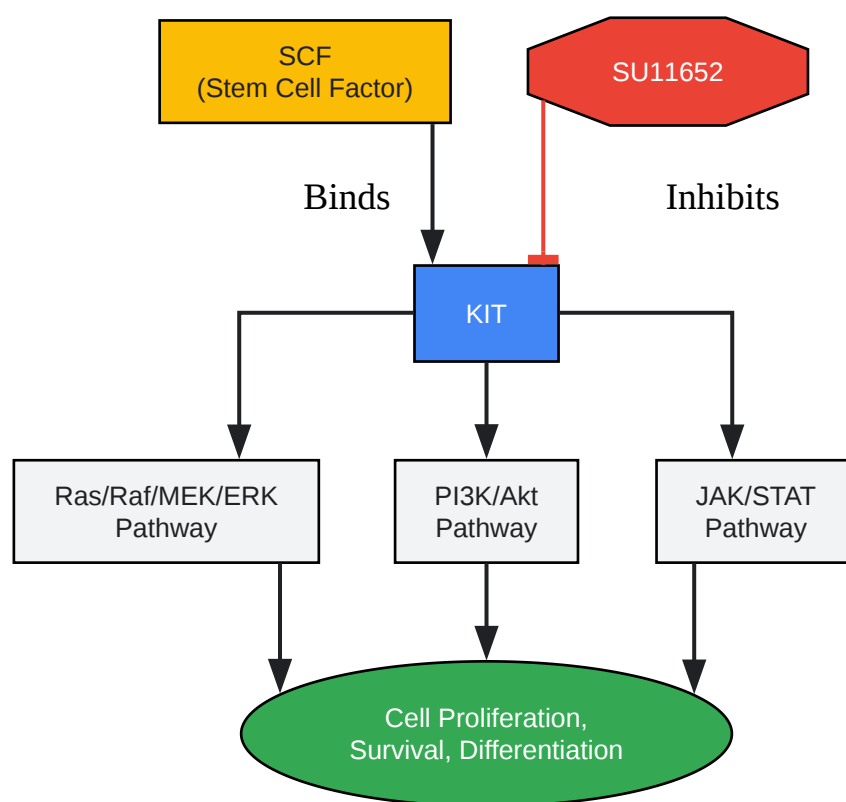 SCF
(Stem Cell Factor)
SU11652
Binds
Inhibits
KIT
Ras/Raf/MEK/ERK
Pathway
PI3K/Akt
Pathway
JAK/STAT
Pathway
Cell Proliferation,
Survival, Differentiation